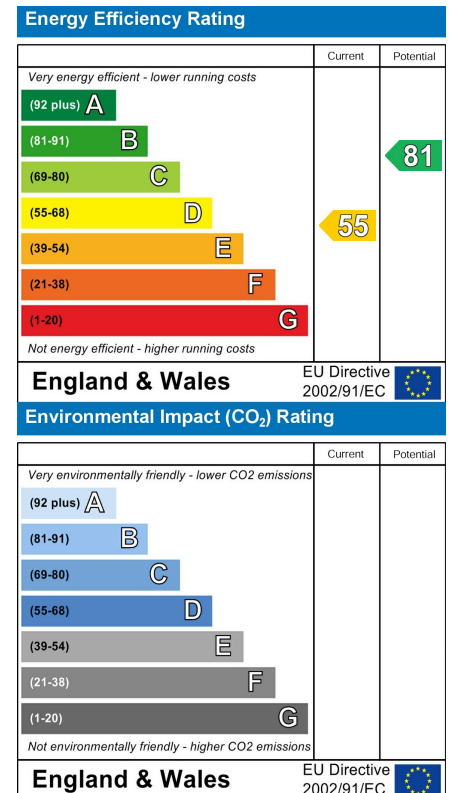 Energy Efficiency Rating
Current Potential
Very energy efficient - lower running costs
(92 plus) A
(81-91) B
81
(69-80) C
(55-68) D
55
(39-54) E
(21-38) F
(1-20) G
Not energy efficient - higher running costs
England & Wales
EU Directive
2002/91/EC
Environmental Impact (CO₂) Rating
Current Potential
Very environmentally friendly - lower CO2 emissions
(92 plus) A
(81-91) B
(69-80) C
(55-68) D
(39-54) E
(21-38) F
(1-20) G
Not environmentally friendly - higher CO2 emissions
England & Wales
EU Directive
2002/91/EC